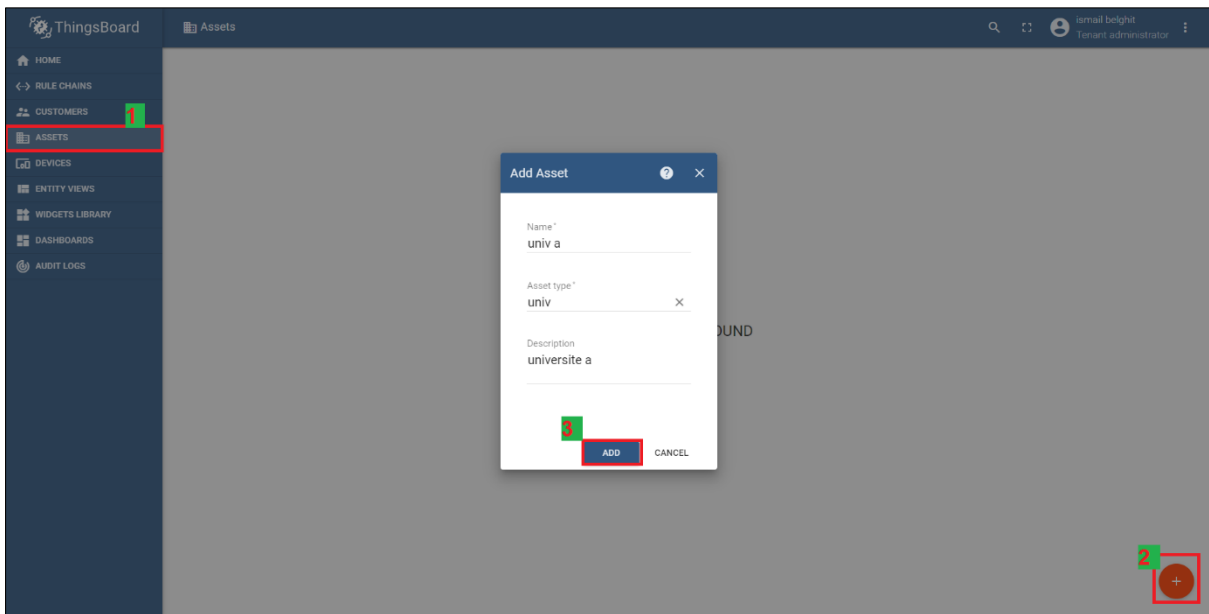 ThingsBoard
Assets
ismail belghit
Tenant administrator
HOME
RULE CHAINS
CUSTOMERS
1
ASSETS
DEVICES
ENTITY VIEWS
WIDGETS LIBRARY
DASHBOARDS
AUDIT LOGS
Add Asset
Name*
univ a
Asset type*
univ
Description
universite a
3
ADD
CANCEL
2